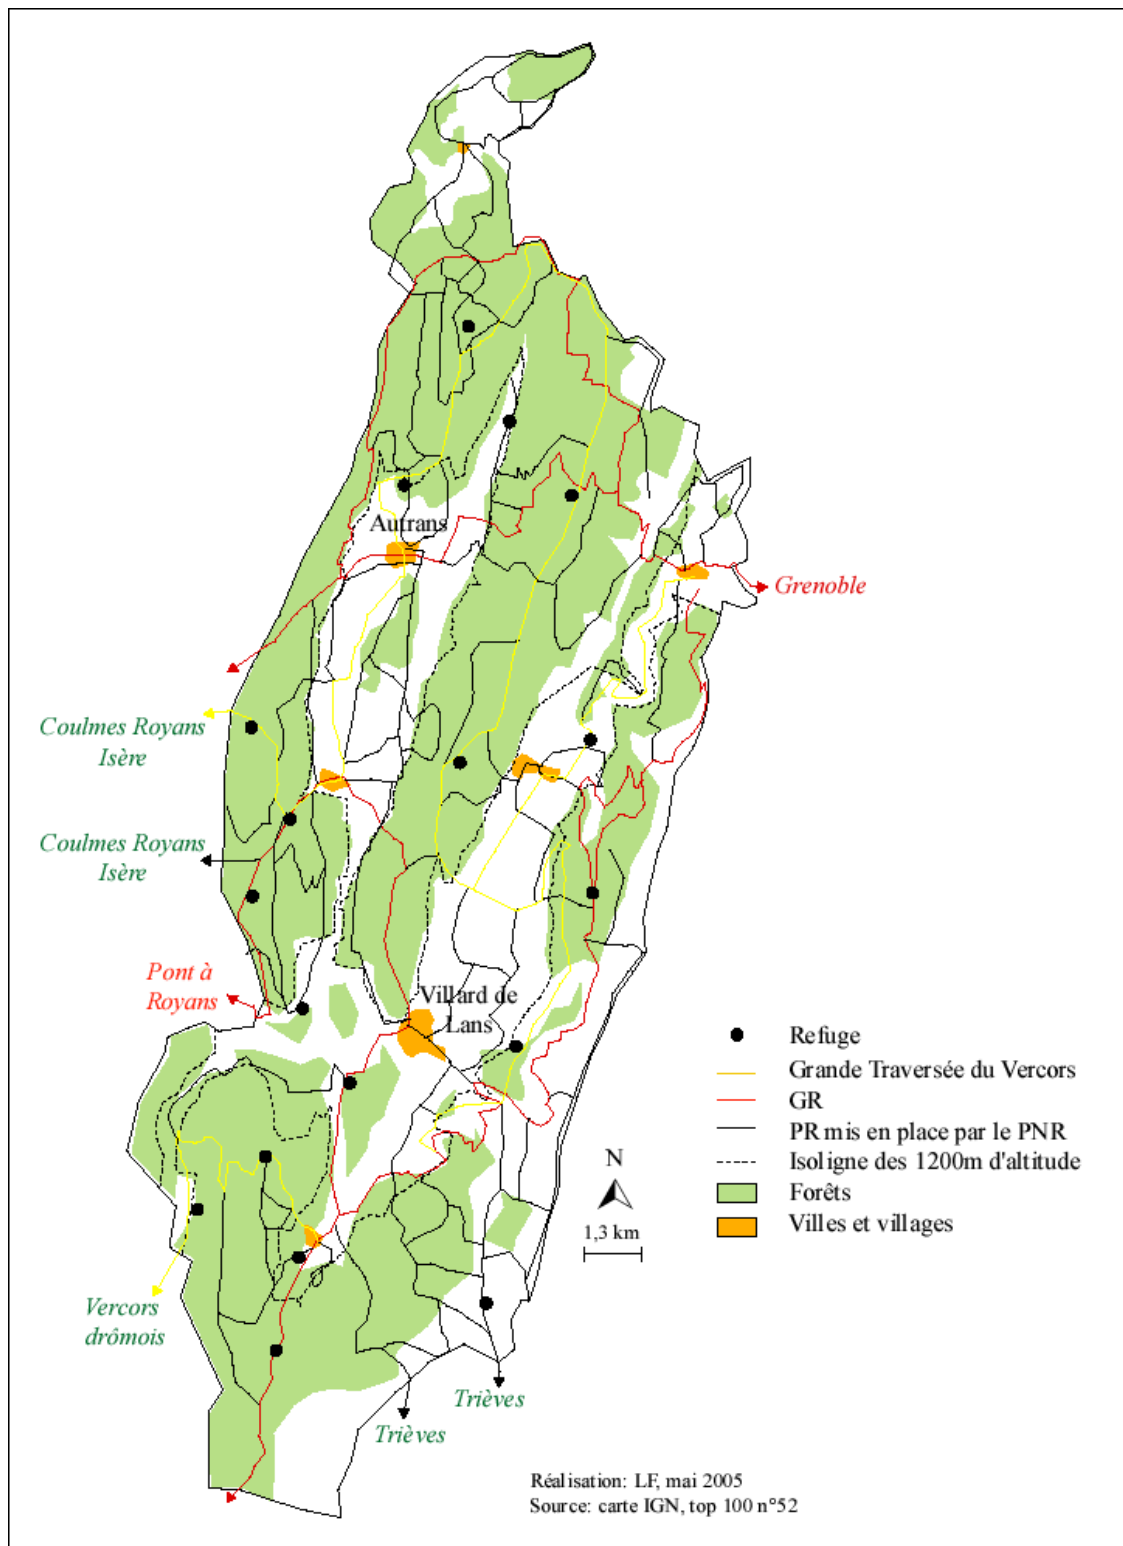 Autrans
Grenoble
Coulmes Royans
Isère
Coulmes Royans
Isère
Pont à
Royans
Villard de
Lans
Refuge
Grande Traversée du Vercors
GR
PR mis en place par le PNR
Isoligne des 1200m d'altitude
Forêts
Villes et villages
N
1,3 km
Vercors
drômois
Trièves
Trièves
Réalisation: LF, mai 2005
Source: carte IGN, top 100 n°52